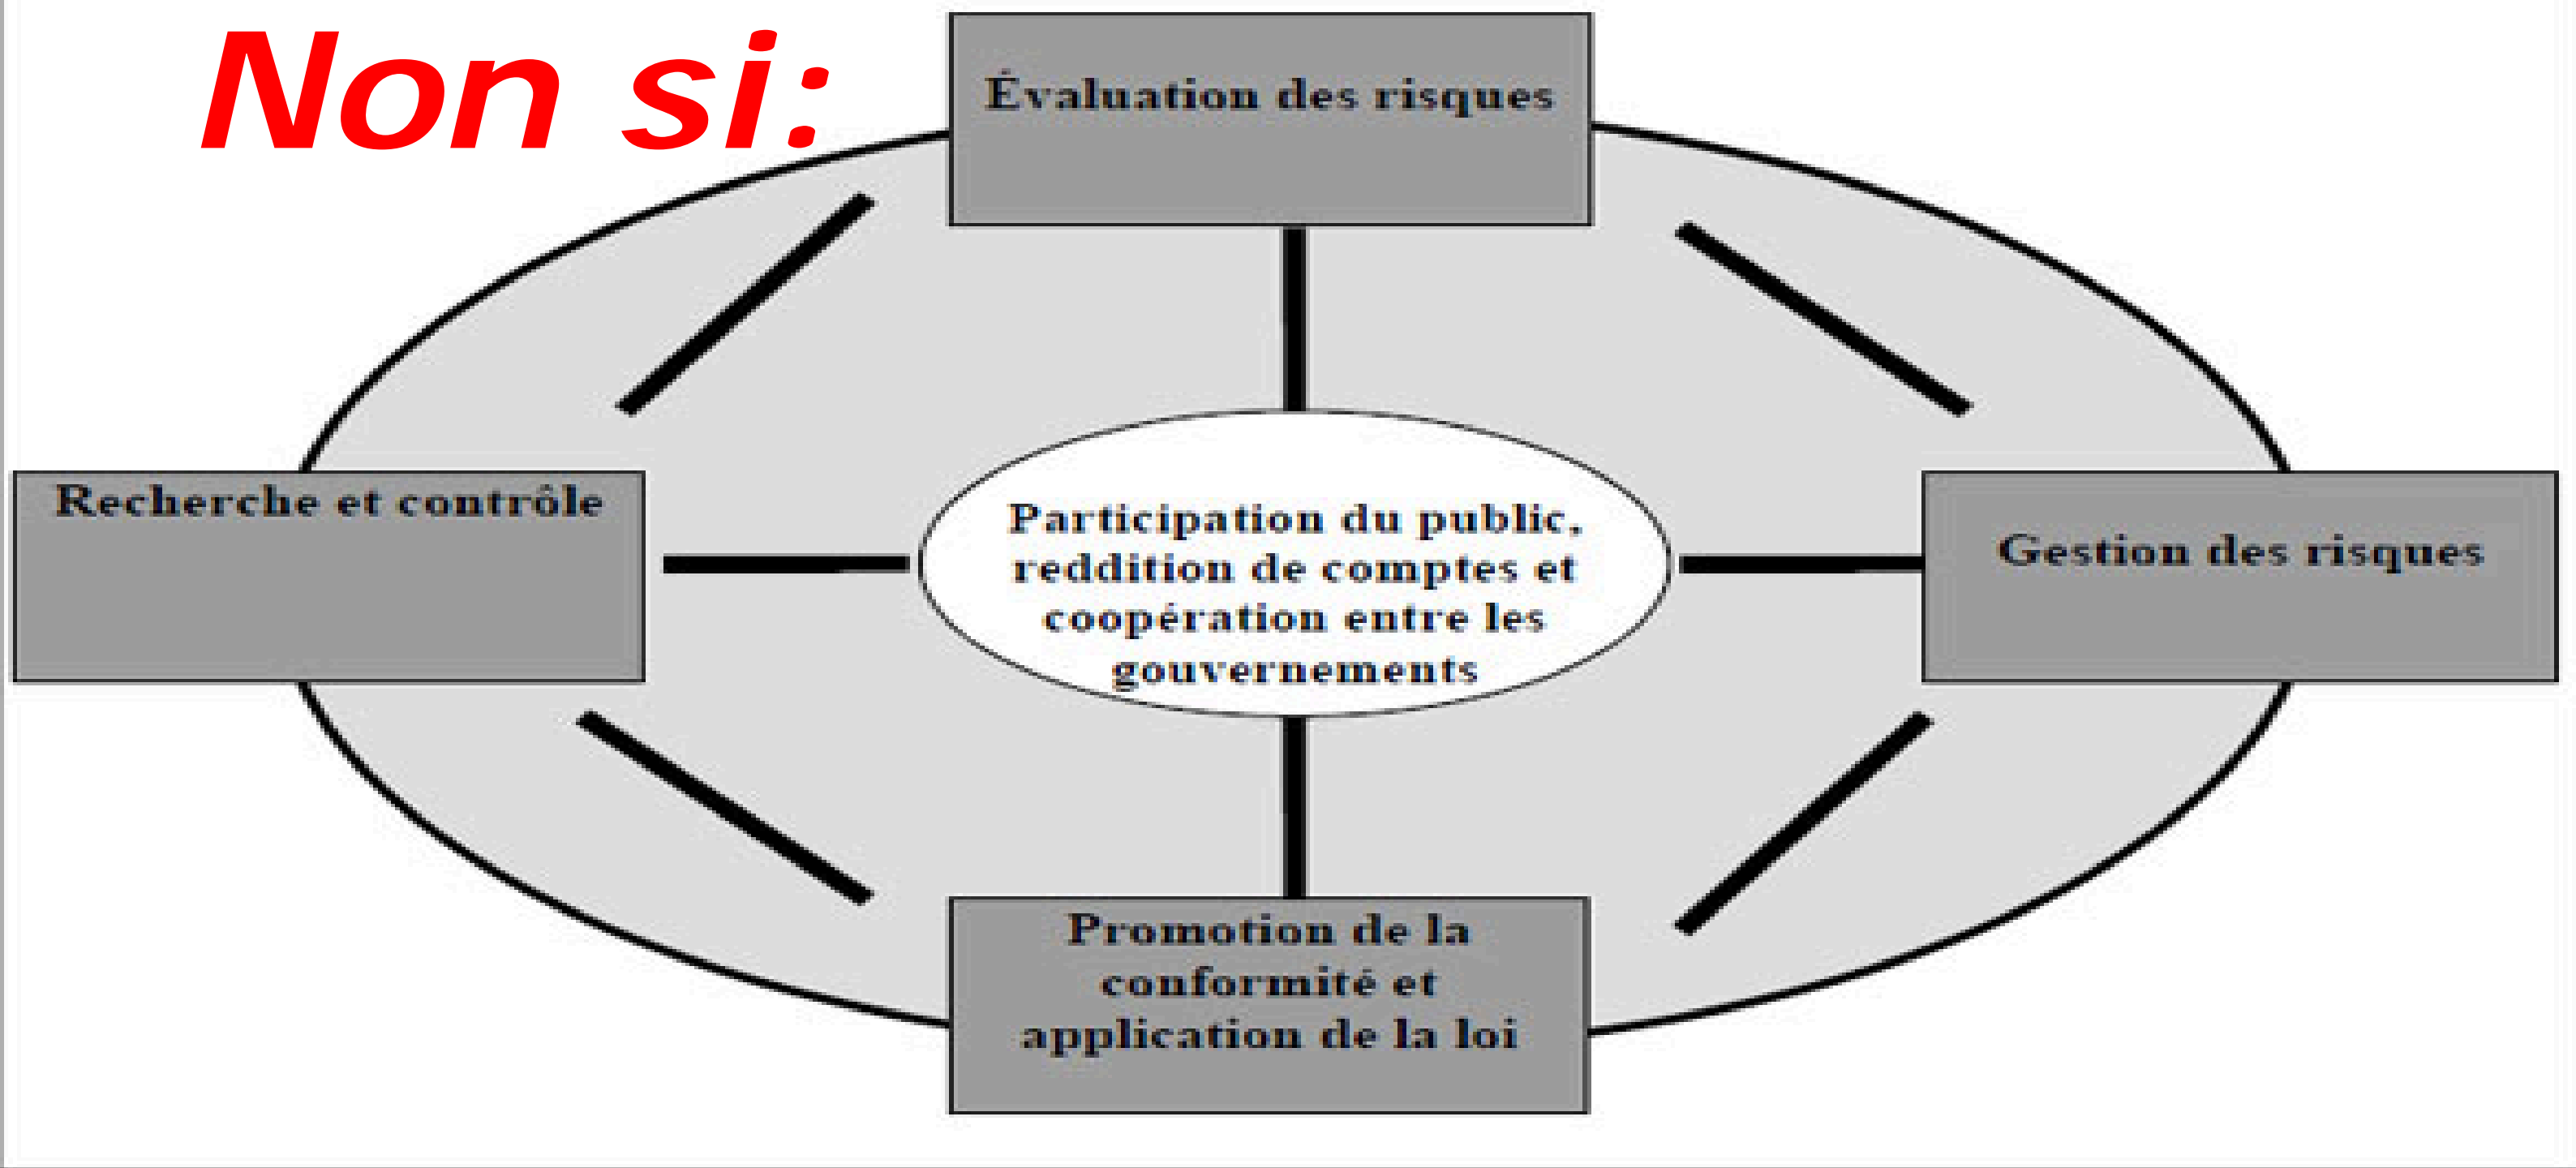 Non si:
Évaluation des risques
Recherche et contrôle
Participation du public,
reddition de comptes et
coopération entre les
gouvernements
Gestion des risques
Promotion de la
conformité et
application de la loi